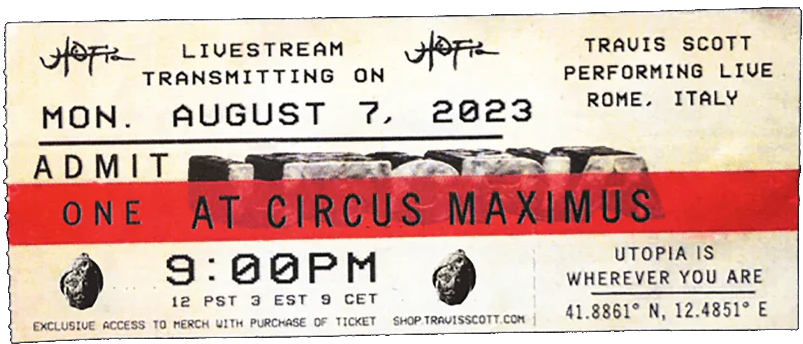 UTOPIA
LIVESTREAM
TRANSMITTING ON
UTOPIA
MON. AUGUST 7, 2023
TRAVIS SCOTT
PERFORMING LIVE
ROME, ITALY
ADMIT
ONE AT CIRCUS MAXIMUS
9:00PM
12 PST 3 EST 9 CET
EXCLUSIVE ACCESS TO MERCH WITH PURCHASE OF TICKET SHOP.TRAVISSCOTT.COM
UTOPIA IS
WHEREVER YOU ARE
41.8861° N, 12.4851° E